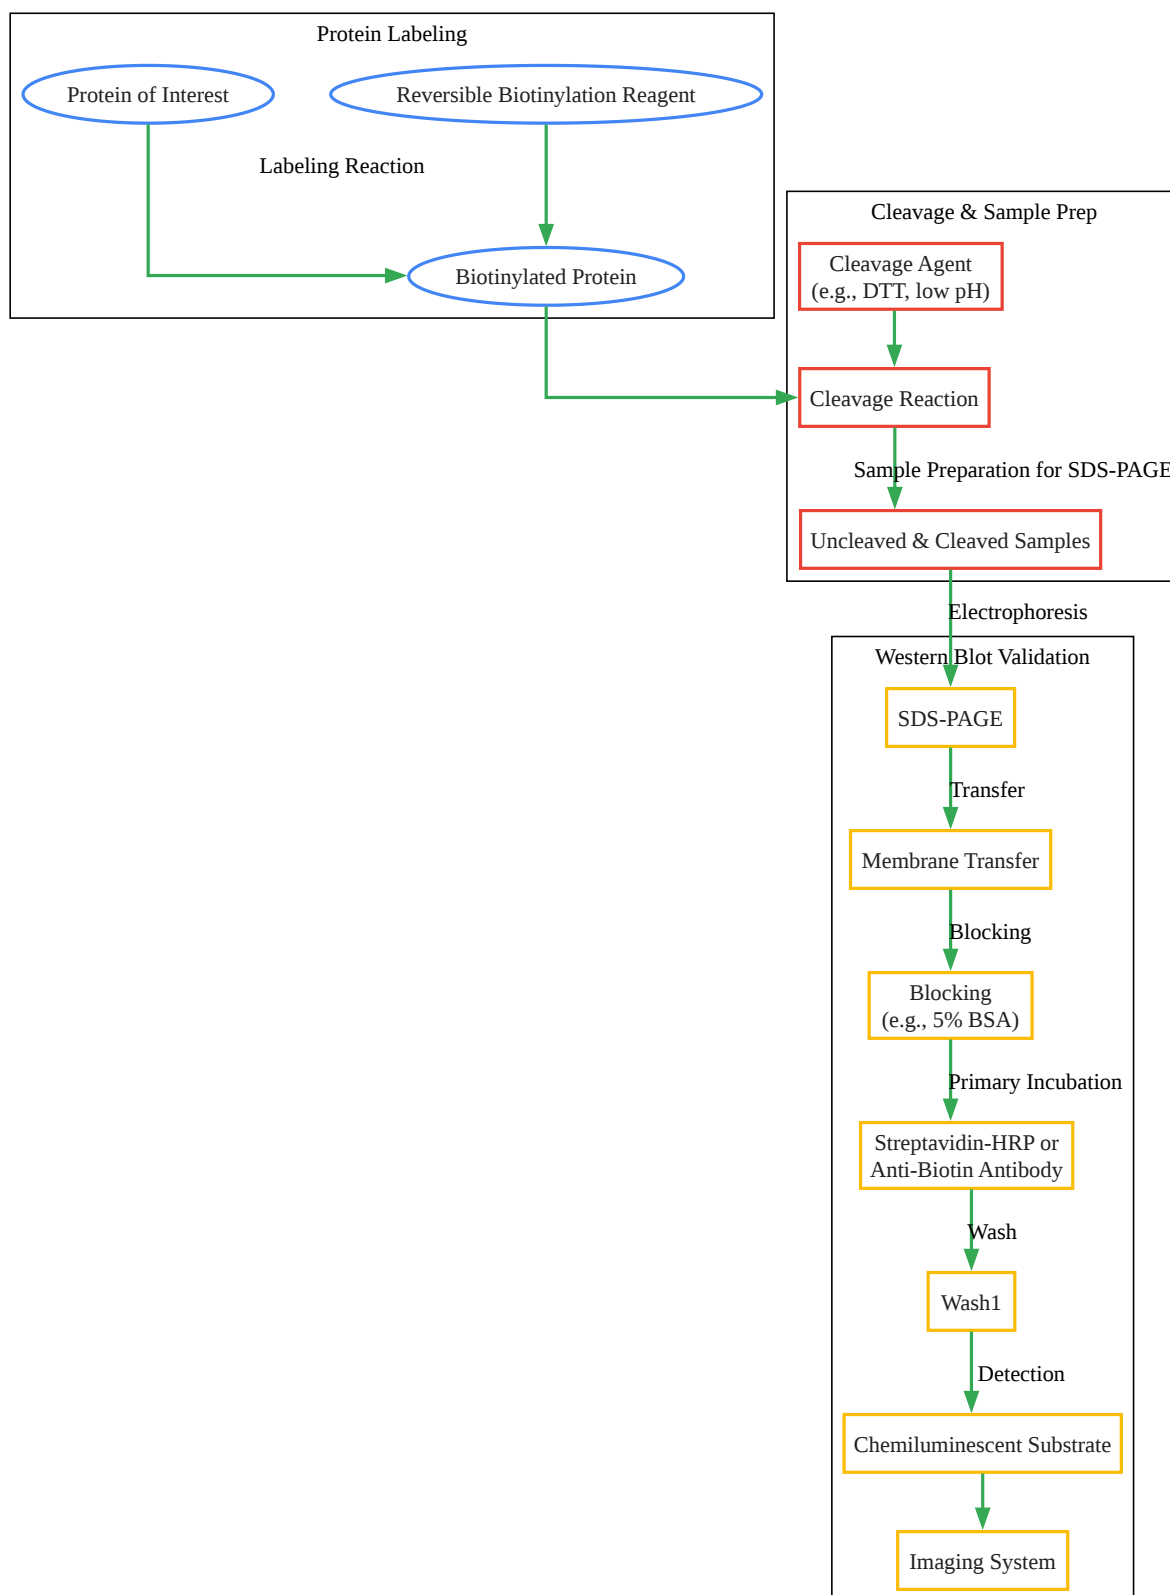 Protein Labeling
Protein of Interest
Reversible Biotinylation Reagent
Labeling Reaction
Biotinylated Protein
Cleavage & Sample Prep
Cleavage Agent
(e.g., DTT, low pH)
Cleavage Reaction
Sample Preparation for SDS-PAGE
Uncleaved & Cleaved Samples
Electrophoresis
Western Blot Validation
SDS-PAGE
Transfer
Membrane Transfer
Blocking
Blocking
(e.g., 5% BSA)
Primary Incubation
Streptavidin-HRP or
Anti-Biotin Antibody
Wash
Wash1
Detection
Chemiluminescent Substrate
Imaging System